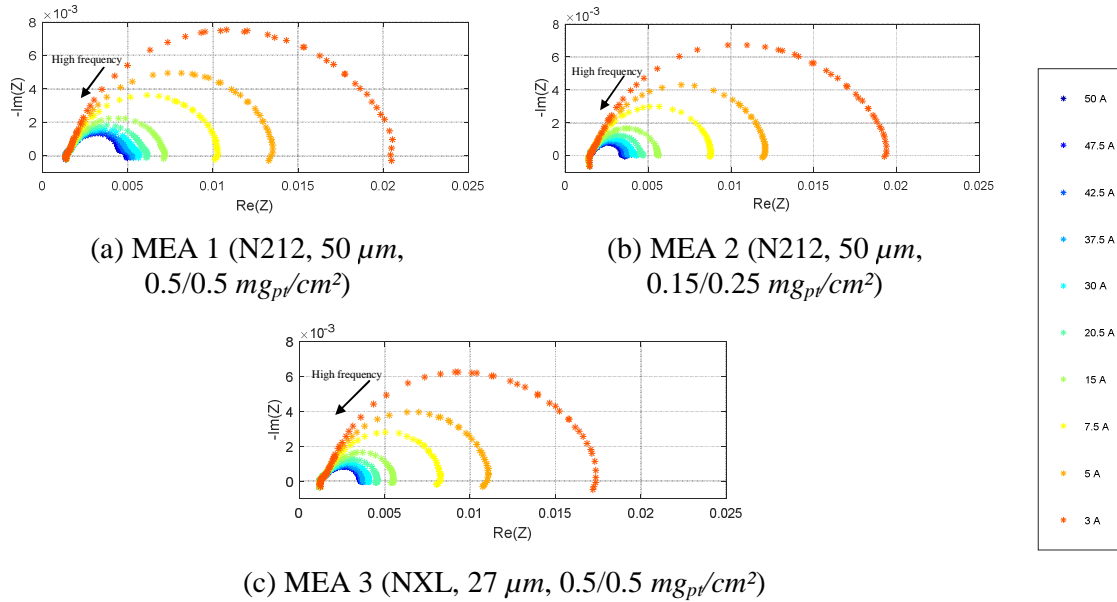 ×10⁻³
8
6
4
2
0
-Im(Z)
High frequency
0 0.005 0.01 0.015 0.02 0.025
Re(Z)
(a) MEA 1 (N212, 50 µm,
0.5/0.5 mg_pt/cm²)
×10⁻³
8
6
4
2
0
-Im(Z)
High frequency
0 0.005 0.01 0.015 0.02 0.025
Re(Z)
(b) MEA 2 (N212, 50 µm,
0.15/0.25 mg_pt/cm²)
×10⁻³
8
6
4
2
0
-Im(Z)
High frequency
0 0.005 0.01 0.015 0.02 0.025
Re(Z)
(c) MEA 3 (NXL, 27 µm, 0.5/0.5 mg_pt/cm²)
50 A
47.5 A
42.5 A
37.5 A
30 A
20.5 A
15 A
7.5 A
5 A
3 A